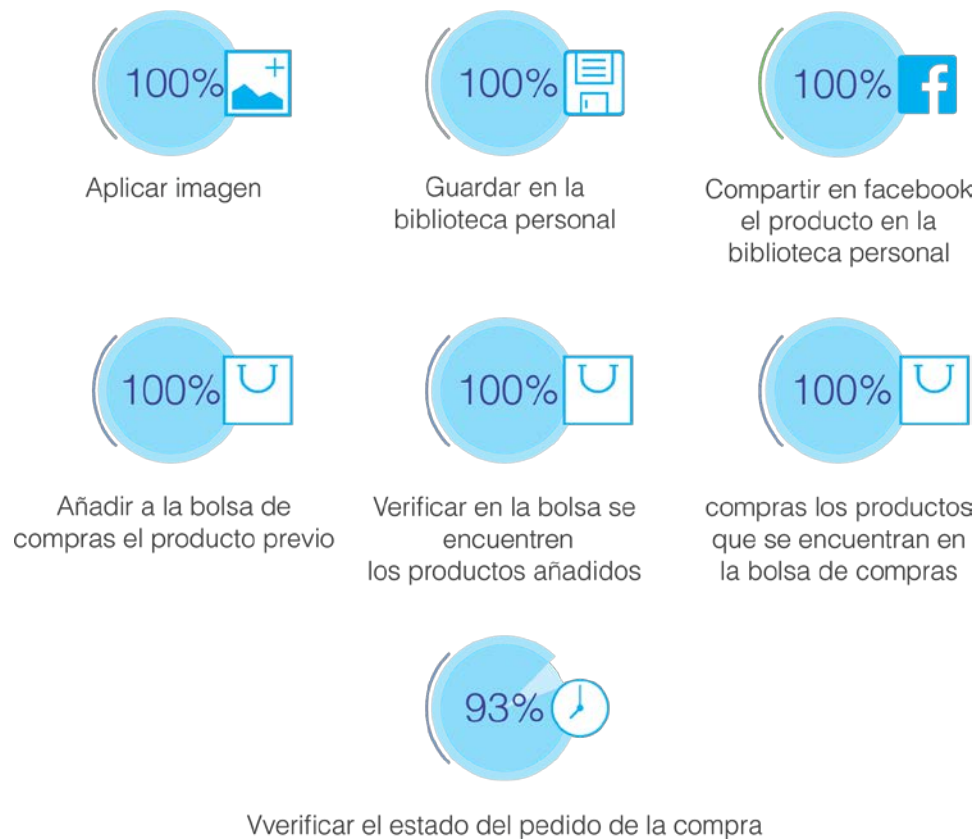 100%
Aplicar imagen
100%
Guardar en la
biblioteca personal
100%
Compartir en facebook
el producto en la
biblioteca personal
100%
Añadir a la bolsa de
compras el producto previo
100%
Verificar en la bolsa se
encuentren
los productos añadidos
100%
compras los productos
que se encuentran en
la bolsa de compras
93%
Vverificar el estado del pedido de la compra